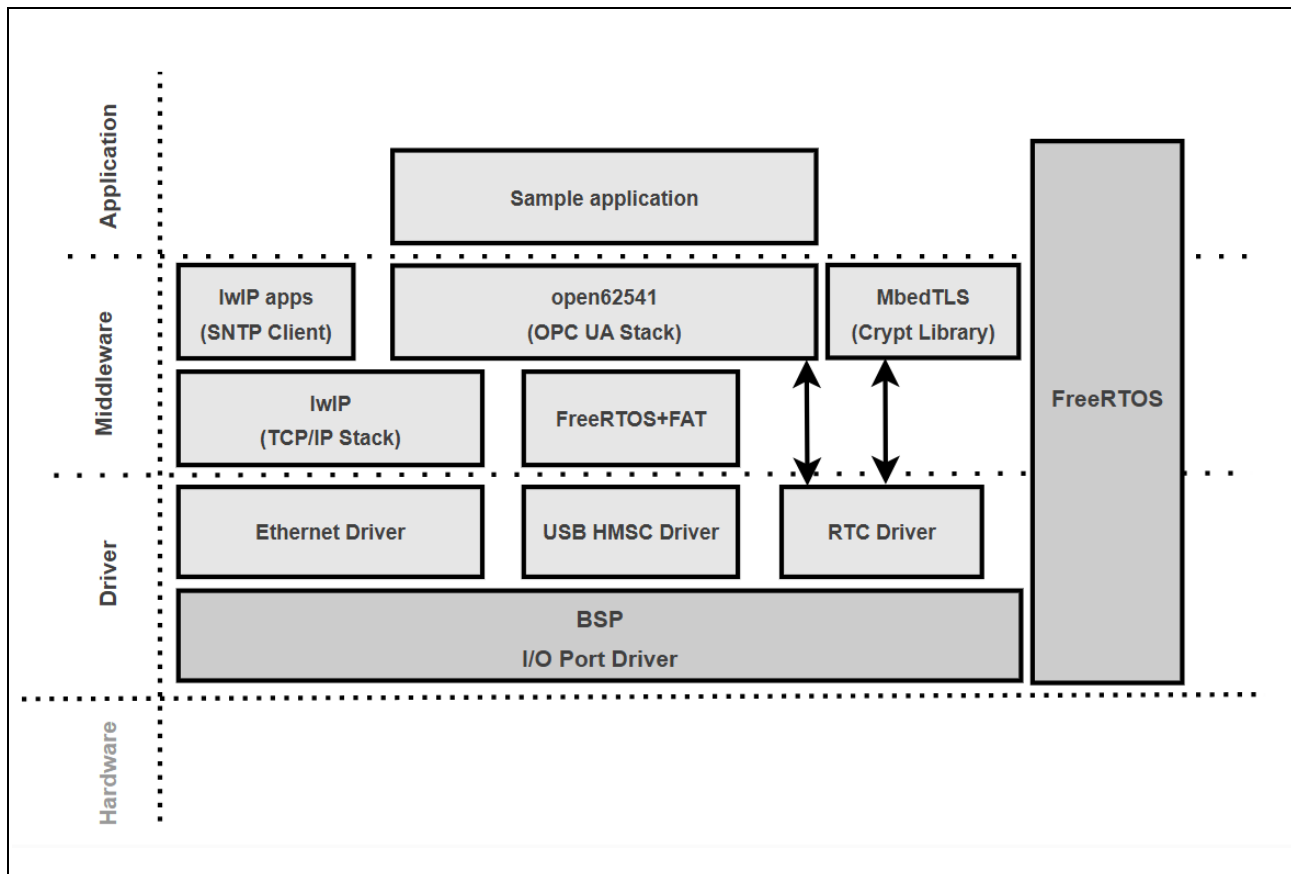 Application
Sample application
Middleware
lwIP apps
(SNTP Client)
open62541
(OPC UA Stack)
MbedTLS
(Crypt Library)
lwIP
(TCP/IP Stack)
FreeRTOS+FAT
FreeRTOS
Driver
Ethernet Driver
USB HMSC Driver
RTC Driver
BSP
I/O Port Driver
Hardware